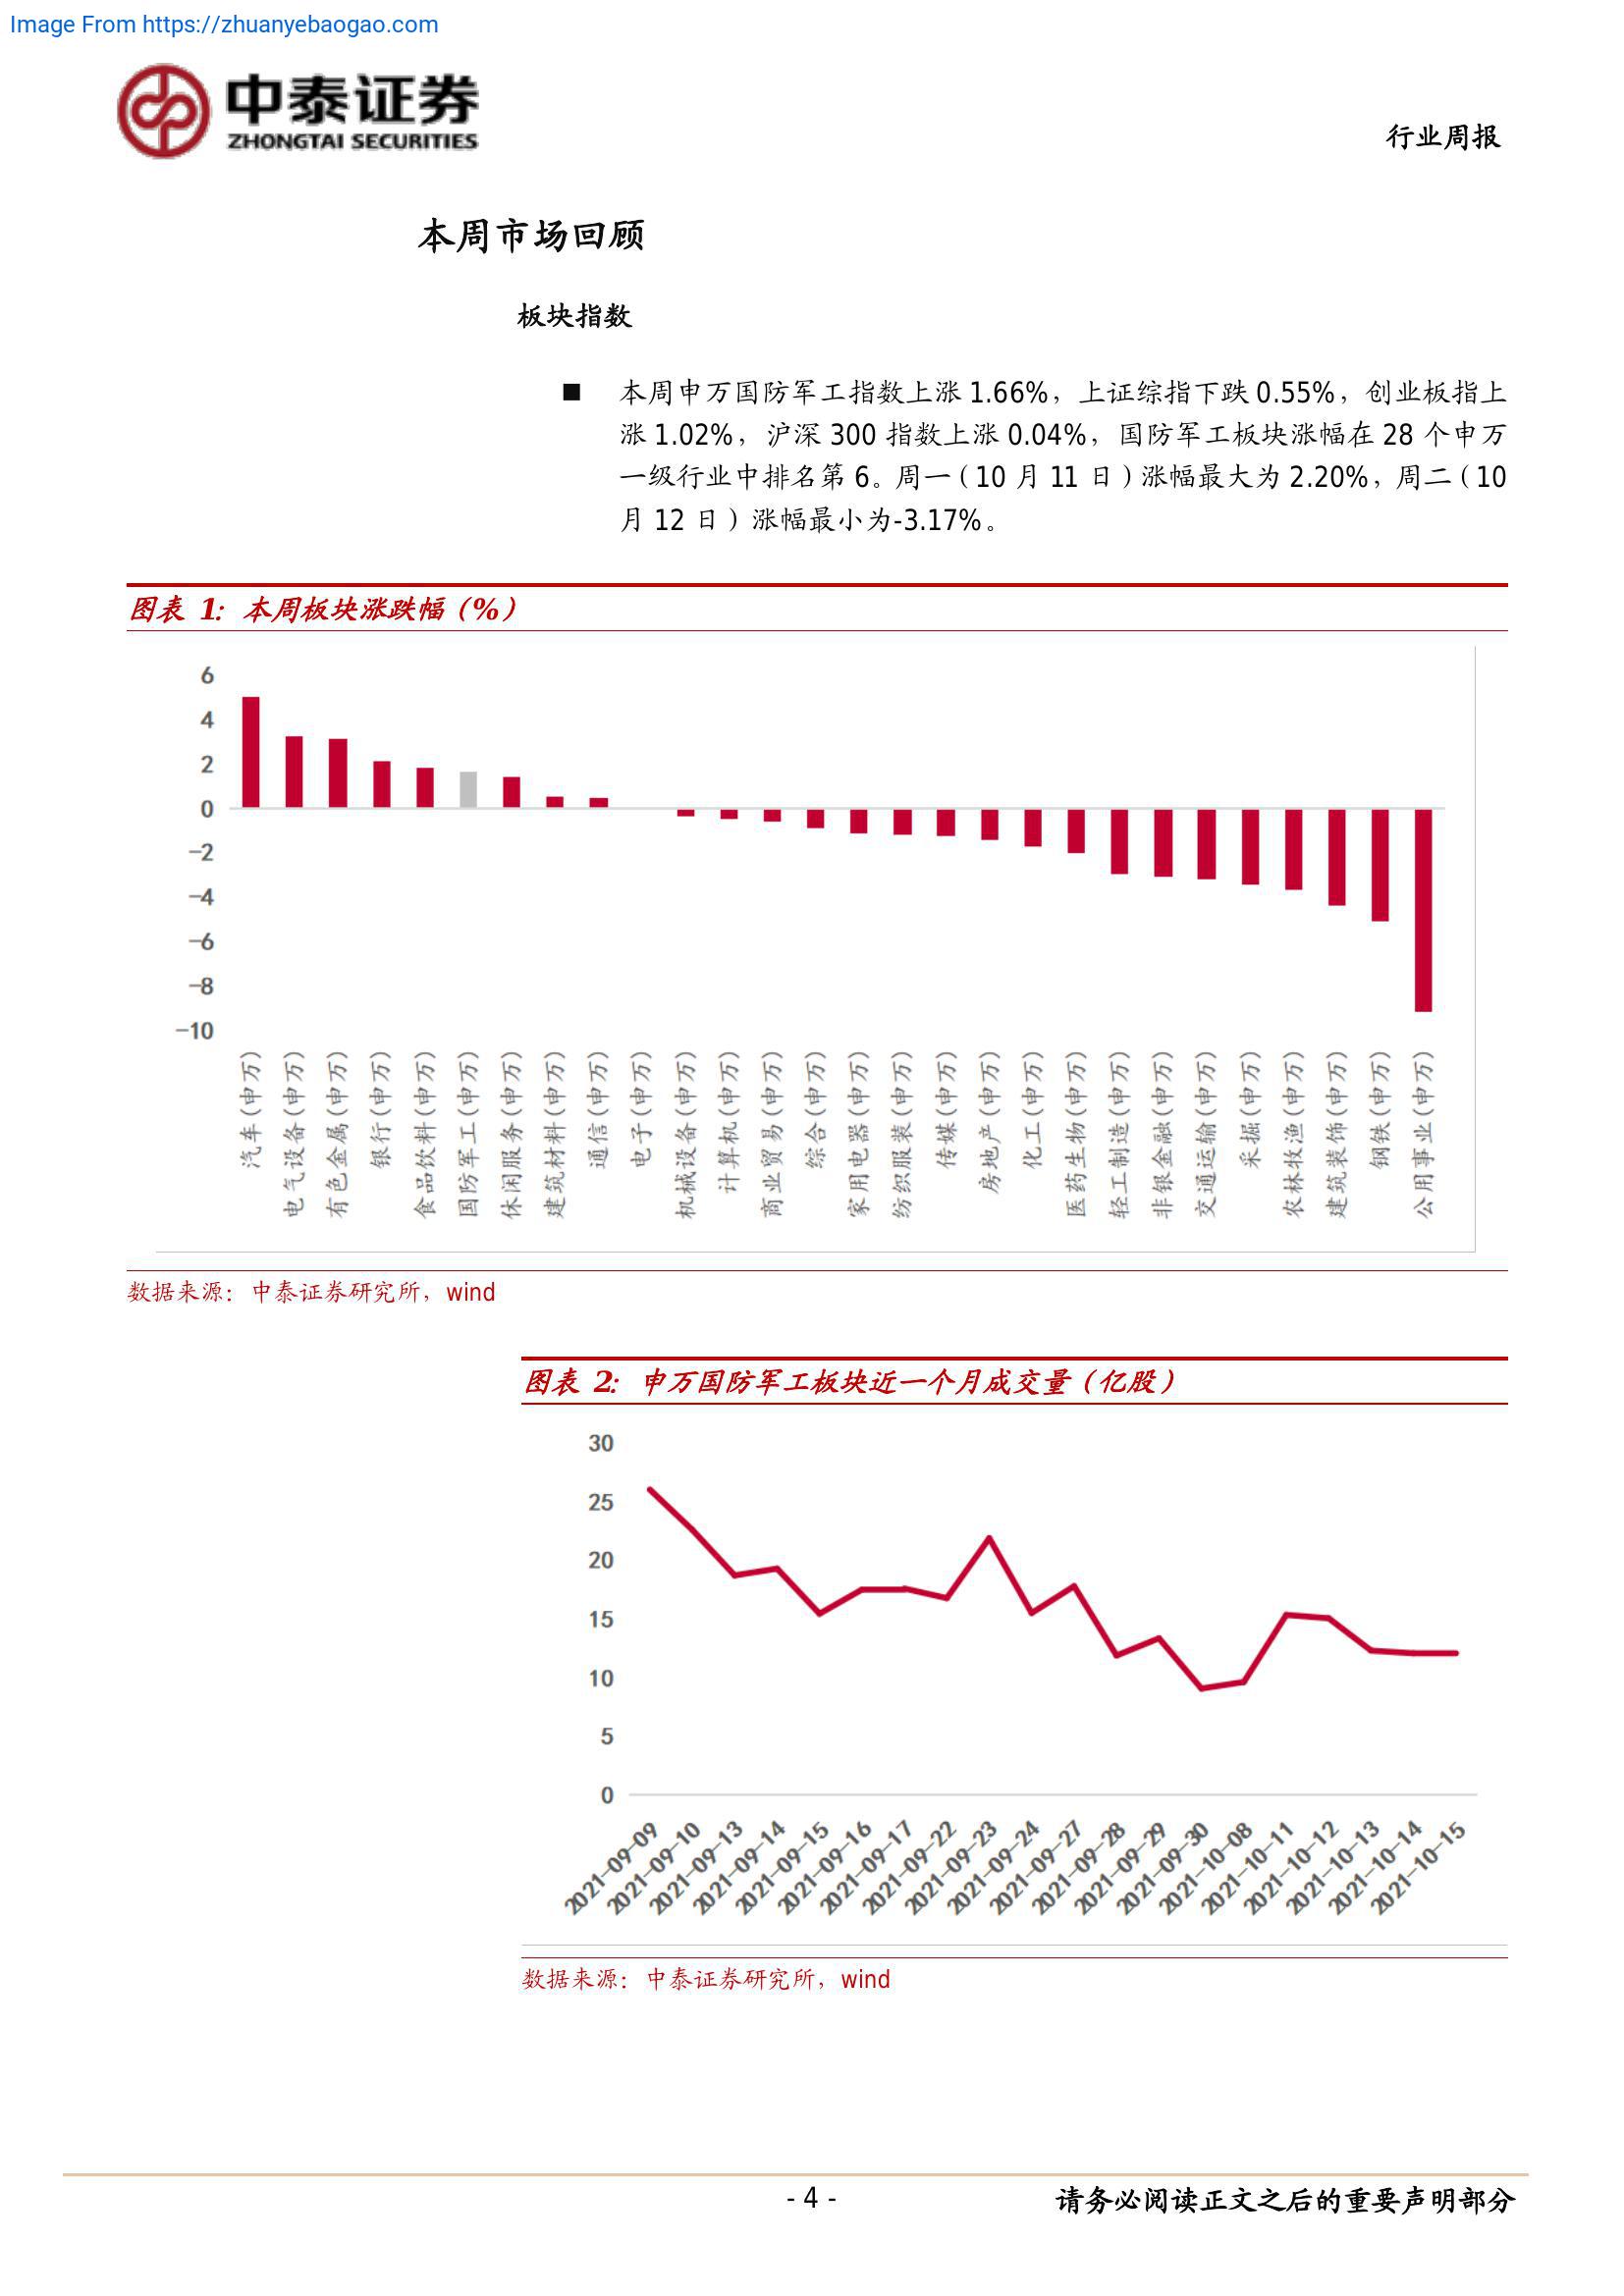 Image From https://zhuanyebaogao.com
中泰证券
ZHONGTAI SECURITIES
行业周报
本周市场回顾
板块指数
■ 本周申万国防军工指数上涨 1.66%，上证综指下跌 0.55%，创业板指上
涨 1.02%，沪深 300 指数上涨 0.04%，国防军工板块涨幅在 28 个申万
一级行业中排名第 6。周一（10 月 11 日）涨幅最大为 2.20%，周二（10
月 12 日）涨幅最小为-3.17%。
图表 1：本周板块涨跌幅（%）
6
4
2
0
-2
-4
-6
-8
-10
汽车(申万)
电气设备(申万)
有色金属(申万)
银行(申万)
食品饮料(申万)
国防军工(申万)
休闲服务(申万)
建筑材料(申万)
通信(申万)
电子(申万)
机械设备(申万)
计算机(申万)
商业贸易(申万)
综合(申万)
家用电器(申万)
纺织服装(申万)
传媒(申万)
房地产(申万)
化工(申万)
医药生物(申万)
轻工制造(申万)
非银金融(申万)
交通运输(申万)
采掘(申万)
农林牧渔(申万)
建筑装饰(申万)
钢铁(申万)
公用事业(申万)
数据来源：中泰证券研究所，wind
图表 2：申万国防军工板块近一个月成交量（亿股）
30
25
20
15
10
5
0
2021-09-09
2021-09-10
2021-09-13
2021-09-14
2021-09-15
2021-09-16
2021-09-17
2021-09-22
2021-09-23
2021-09-24
2021-09-27
2021-09-28
2021-09-29
2021-09-30
2021-10-08
2021-10-11
2021-10-12
2021-10-13
2021-10-14
2021-10-15
数据来源：中泰证券研究所，wind
- 4 -
请务必阅读正文之后的重要声明部分